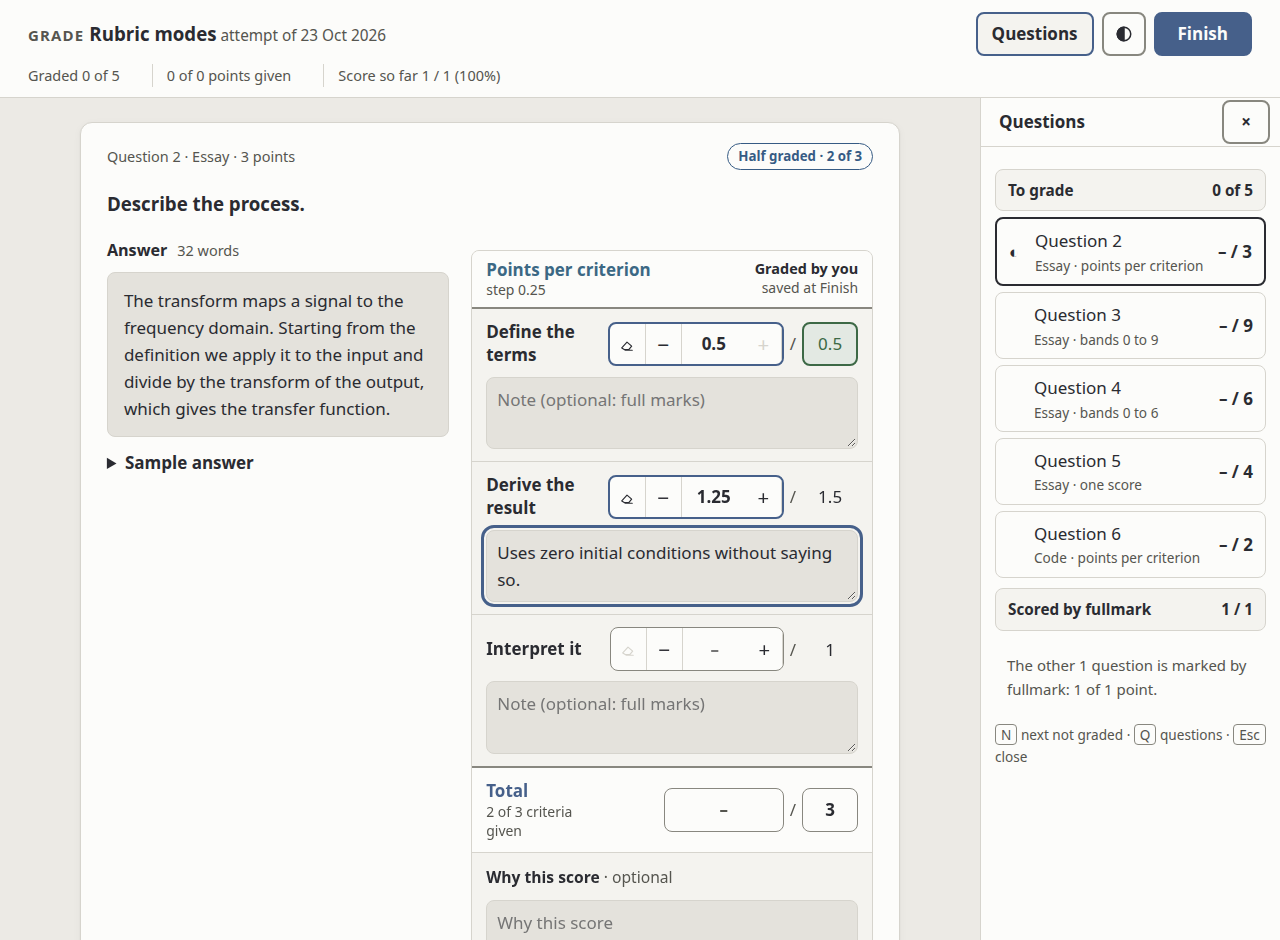 GRADE Rubric modes attempt of 23 Oct 2026
Questions
Finish
Graded 0 of 5
0 of 0 points given
Score so far 1 / 1 (100%)
Question 2 · Essay · 3 points
Half graded · 2 of 3
Describe the process.
Answer 32 words
The transform maps a signal to the
frequency domain. Starting from the
definition we apply it to the input and
divide by the transform of the output,
which gives the transfer function.
▶ Sample answer
Points per criterion
step 0.25
Graded by you
saved at Finish
Define the
terms
− 0.5 + / 0.5
Note (optional: full marks)
Derive the
result
− 1.25 + / 1.5
Uses zero initial conditions without saying
so.
Interpret it
− – + / 1
Note (optional: full marks)
Total
2 of 3 criteria
given
– / 3
Why this score · optional
Why this score
Questions
×
To grade 0 of 5
Question 2
Essay · points per criterion
– / 3
Question 3
Essay · bands 0 to 9
– / 9
Question 4
Essay · bands 0 to 6
– / 6
Question 5
Essay · one score
– / 4
Question 6
Code · points per criterion
– / 2
Scored by fullmark 1 / 1
The other 1 question is marked by
fullmark: 1 of 1 point.
N next not graded · Q questions · Esc
close